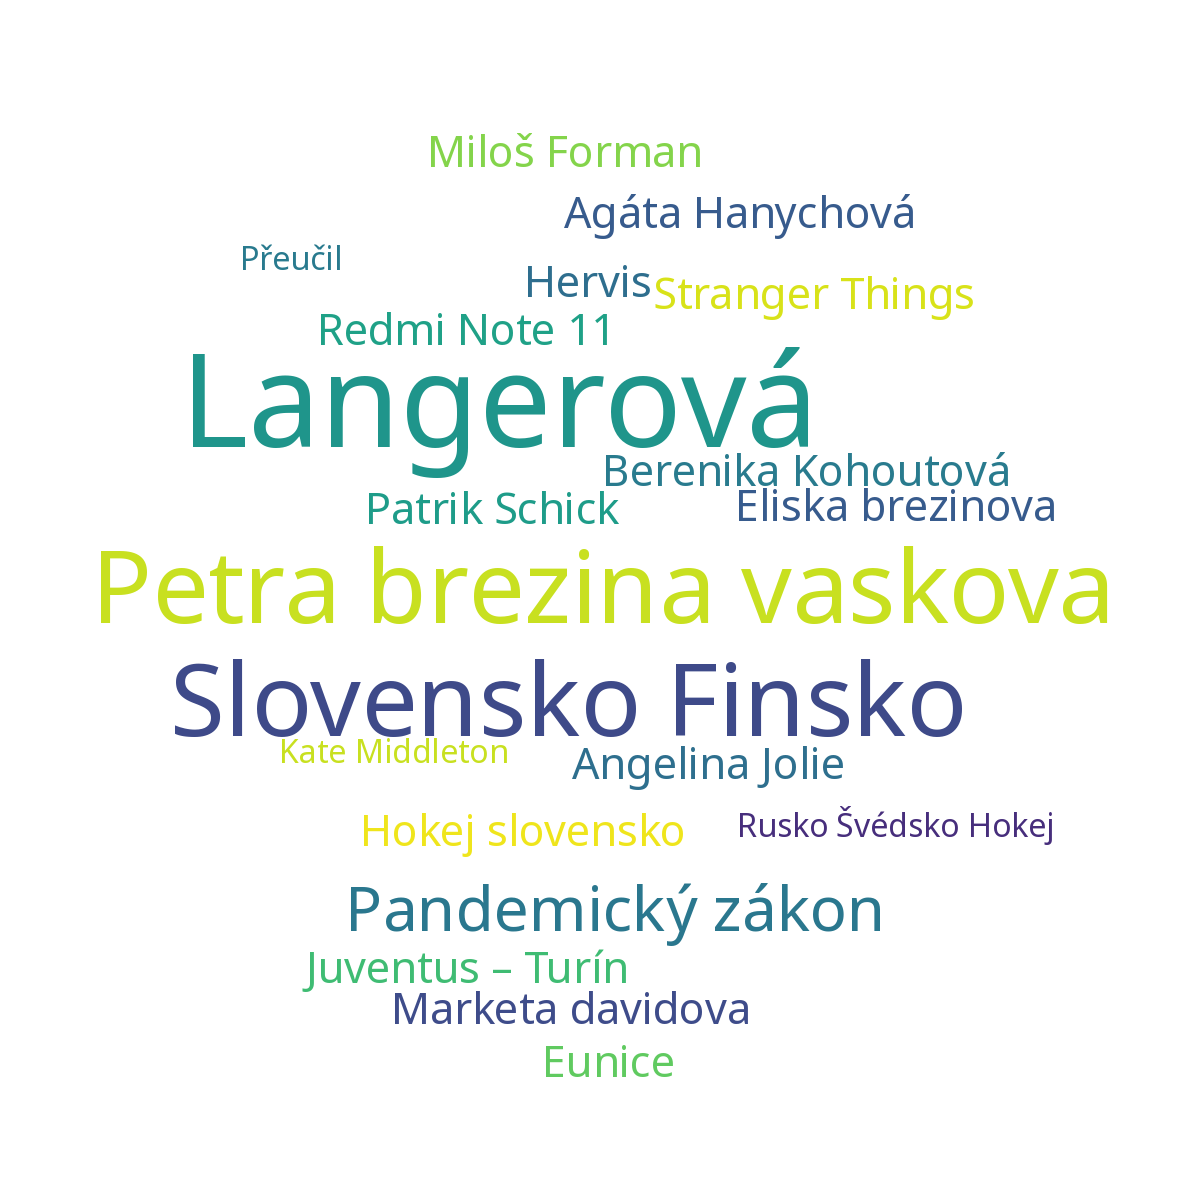 Miloš Forman
Agáta Hanychová
Přeučil
Hervis
Stranger Things
Redmi Note 11
Langerová
Berenika Kohoutová
Patrik Schick
Eliska brezinova
Petra brezina vaskova
Slovensko Finsko
Kate Middleton
Angelina Jolie
Hokej slovensko
Rusko Švédsko Hokej
Pandemický zákon
Juventus – Turín
Marketa davidova
Eunice